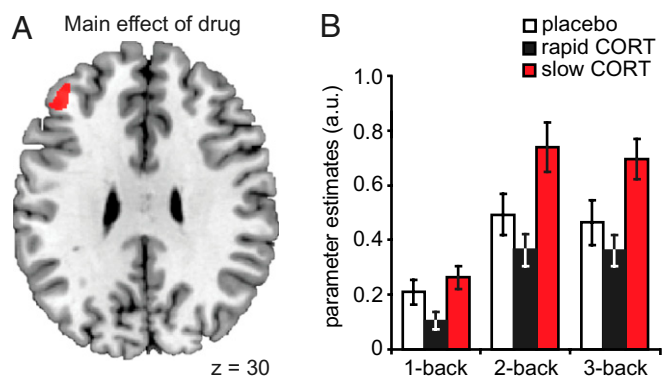 A
Main effect of drug
z = 30
B
placebo
rapid CORT
slow CORT
parameter estimates (a.u.)
1.0
0.8
0.6
0.4
0.2
0
1-back
2-back
3-back